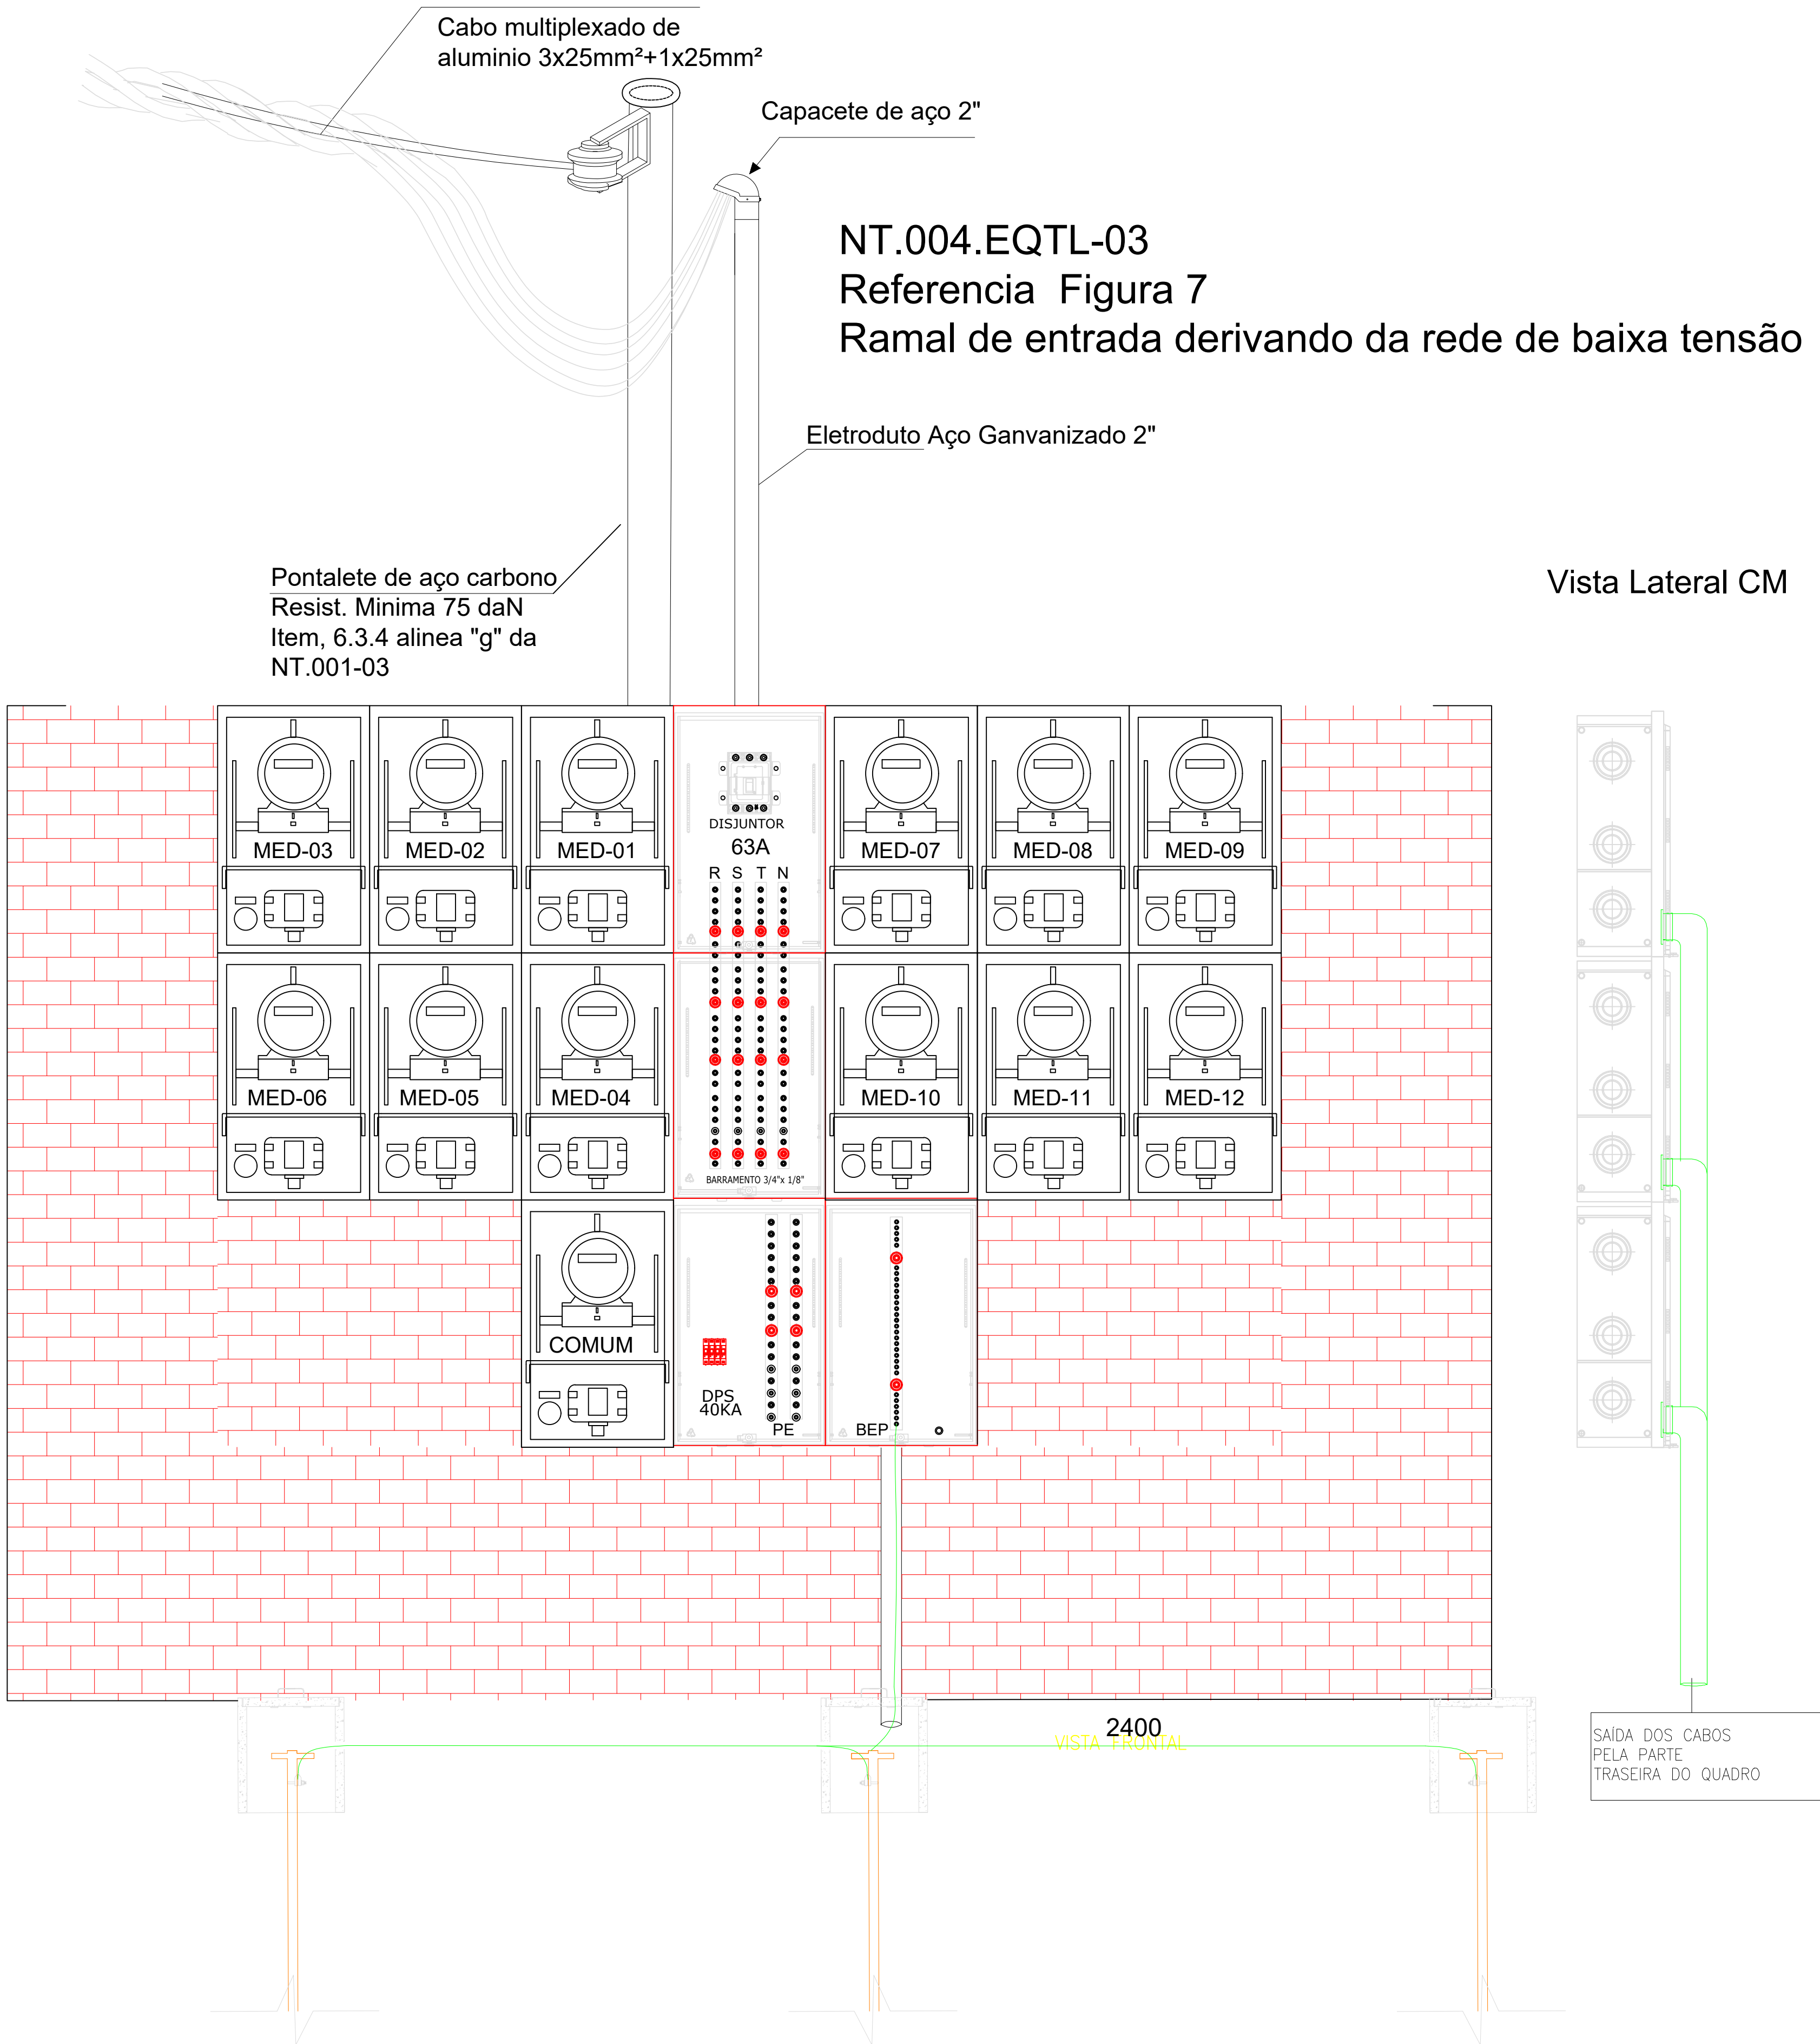 Cabo multiplexado de
aluminio 3x25mm²+1x25mm²
Capacete de aço 2"
NT.004.EQTL-03
Referencia Figura 7
Ramal de entrada derivando da rede de baixa tensão
Eletroduto Aço Ganvanizado 2"
Pontalete de aço carbono
Resist. Minima 75 daN
Item, 6.3.4 alinea "g" da
NT.001-03
Vista Lateral CM
DISJUNTOR
63A
MED-03
MED-02
MED-01
MED-07
MED-08
MED-09
R S T N
MED-06
MED-05
MED-04
MED-10
MED-11
MED-12
BARRAMENTO 3/4"x 1/8"
COMUM
DPS
40KA
PE
BEP
2400
VISTA FRONTAL
SAÍDA DOS CABOS
PELA PARTE
TRASEIRA DO QUADRO